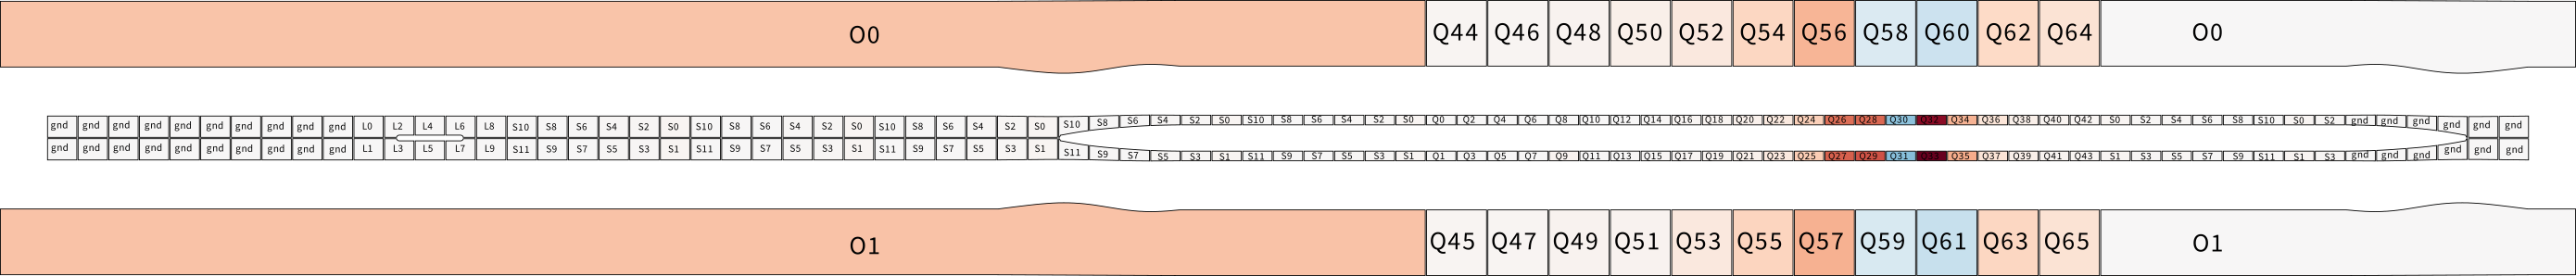 O0 Q44 Q46 Q48 Q50 Q52 Q54 Q56 Q58 Q60 Q62 Q64 O0
gnd gnd gnd gnd gnd gnd gnd gnd gnd gnd L0 L2 L4 L6 L8 S10 S8 S6 S4 S2 S0 S10 S8 S6 S4 S2 S0 S10 S8 S6 S4 S2 S0 S10 S8 S6 S4 S2 S0 S10 S8 S6 S4 S2 S0 Q0 Q2 Q4 Q6 Q8 Q10 Q12 Q14 Q16 Q18 Q20 Q22 Q24 Q26 Q28 Q30 Q32 Q34 Q36 Q38 Q40 Q42 S0 S2 S4 S6 S8 S10 S0 S2 gnd gnd gnd gnd gnd gnd
gnd gnd gnd gnd gnd gnd gnd gnd gnd gnd L1 L3 L5 L7 L9 S11 S9 S7 S5 S3 S1 S11 S9 S7 S5 S3 S1 S11 S9 S7 S5 S3 S1 S11 S9 S7 S5 S3 S1 S11 S9 S7 S5 S3 S1 Q1 Q3 Q5 Q7 Q9 Q11 Q13 Q15 Q17 Q19 Q21 Q23 Q25 Q27 Q29 Q31 Q33 Q35 Q37 Q39 Q41 Q43 S1 S3 S5 S7 S9 S11 S1 S3 gnd gnd gnd gnd gnd gnd
O1 Q45 Q47 Q49 Q51 Q53 Q55 Q57 Q59 Q61 Q63 Q65 O1